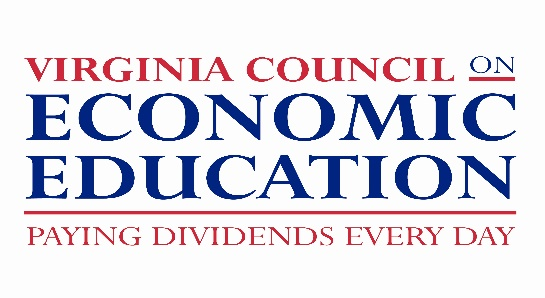 VIRGINIA COUNCIL ON
ECONOMIC
EDUCATION
PAYING DIVIDENDS EVERY DAY